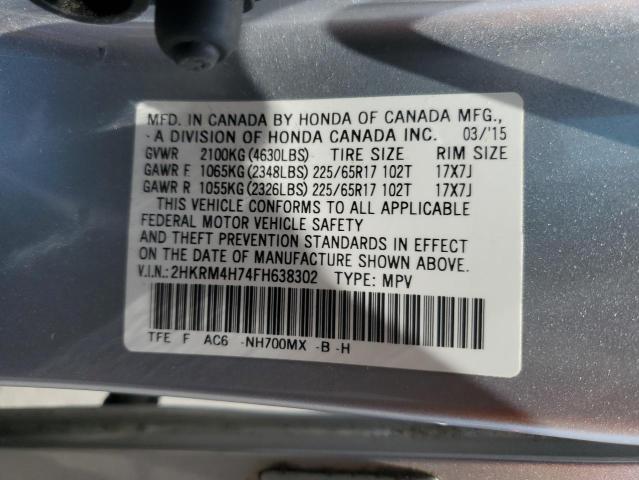 MFD. IN CANADA BY HONDA OF CANADA MFG.,
-A DIVISION OF HONDA CANADA INC. 03/'15
GVWR 2100KG (4630LBS) TIRE SIZE RIM SIZE
GAWR F 1065KG (2348LBS) 225/65R17 102T 17X7J
GAWR R 1055KG (2326LBS) 225/65R17 102T 17X7J
THIS VEHICLE CONFORMS TO ALL APPLICABLE
FEDERAL MOTOR VEHICLE SAFETY
AND THEFT PREVENTION STANDARDS IN EFFECT
ON THE DATE OF MANUFACTURE SHOWN ABOVE.
V.I.N.: 2HKRM4H74FH638302 TYPE: MPV
TFE F AC6 -NH700MX -B -H